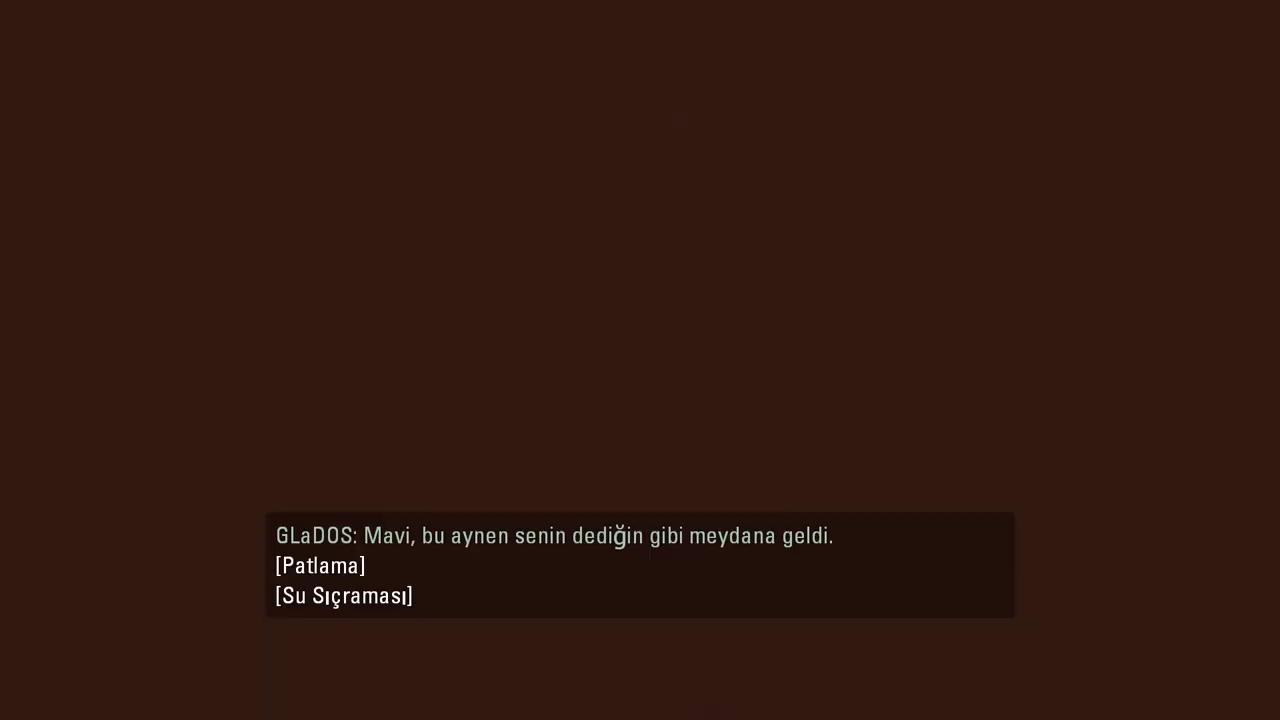 GLaDOS: Mavi, bu aynen senin dediğin gibi meydana geldi.
[Patlama]
[Su Sıçraması]